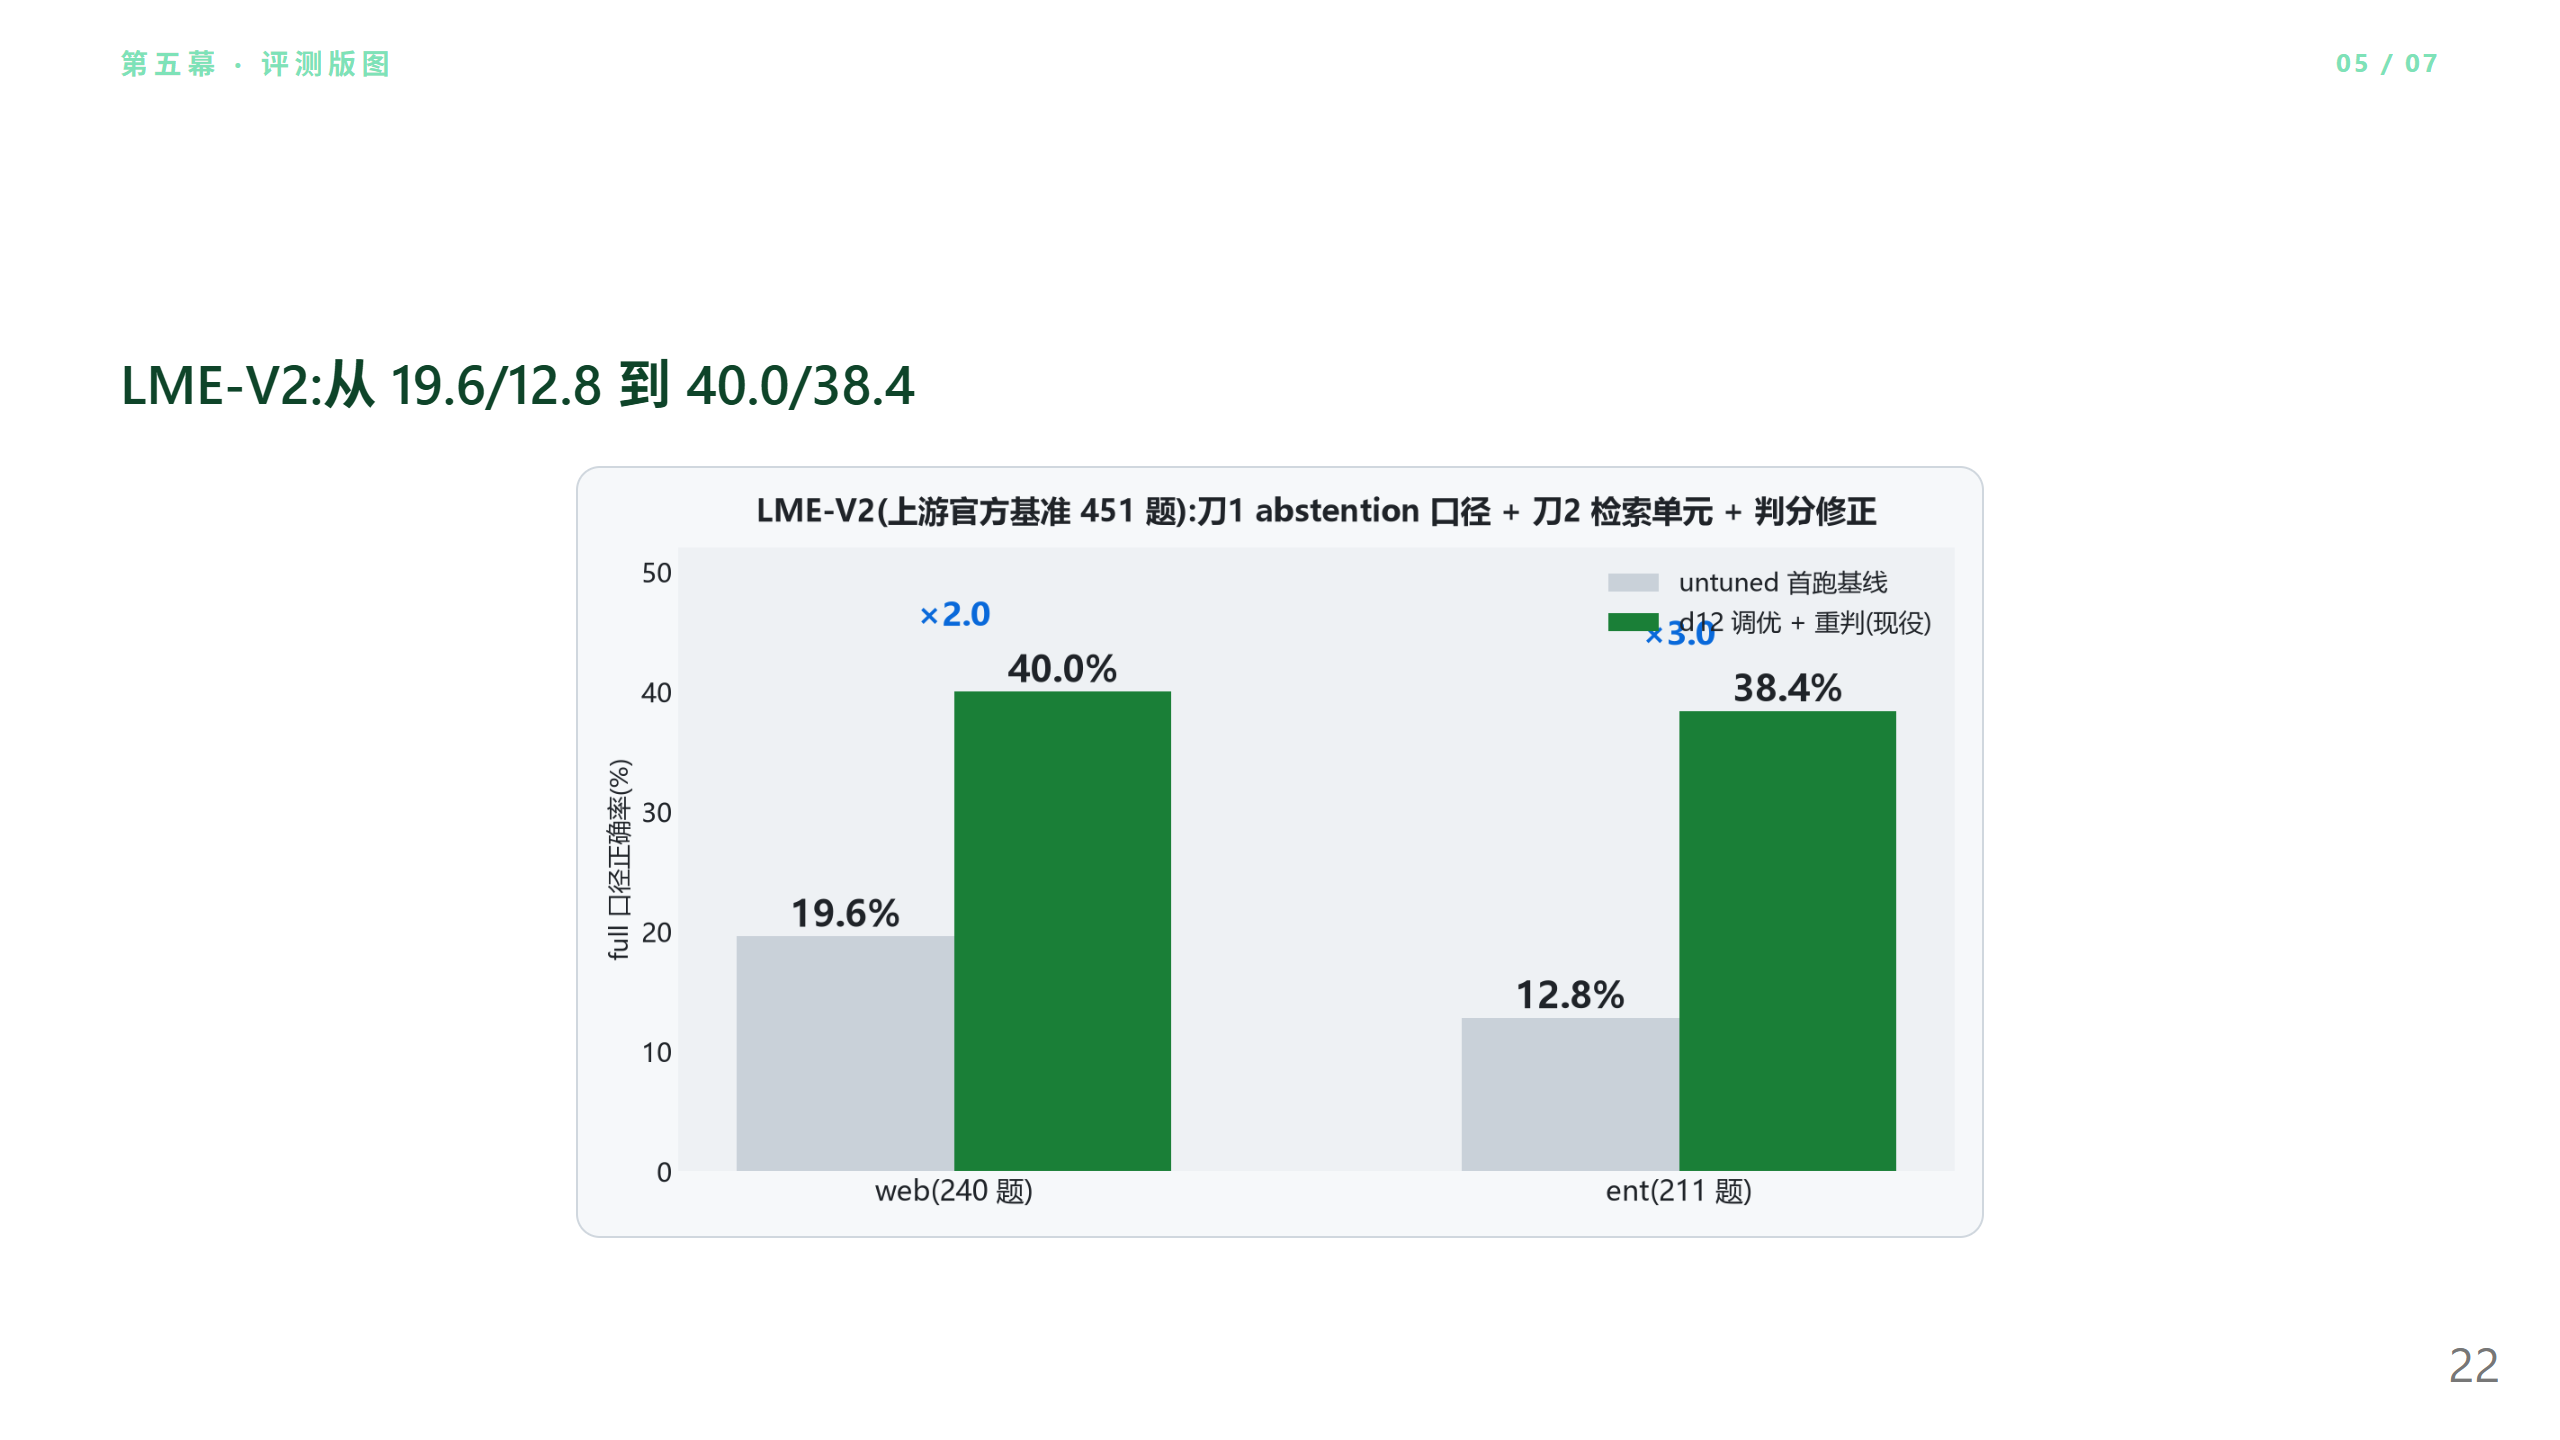 第五幕 · 评测版图
05 / 07
LME-V2:从 19.6/12.8 到 40.0/38.4
LME-V2(上游官方基准 451 题):刀1 abstention 口径 + 刀2 检索单元 + 判分修正
untuned 首跑基线
d12 调优 + 重判(现役)
×2.0
×3.0
40.0%
38.4%
19.6%
12.8%
full 口径正确率(%)
50
40
30
20
10
0
web(240 题)
ent(211 题)
22